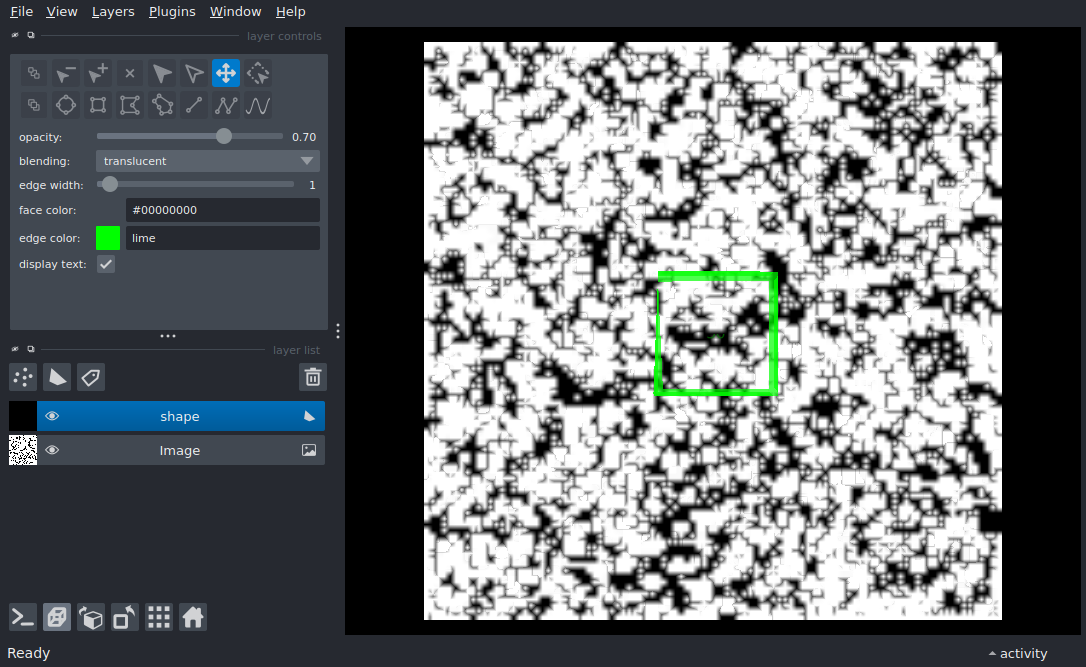 File View Layers Plugins Window Help
layer controls
opacity: 0.70
blending: translucent
edge width: 1
face color: #00000000
edge color: lime
display text:
layer list
shape
Image
Ready
activity